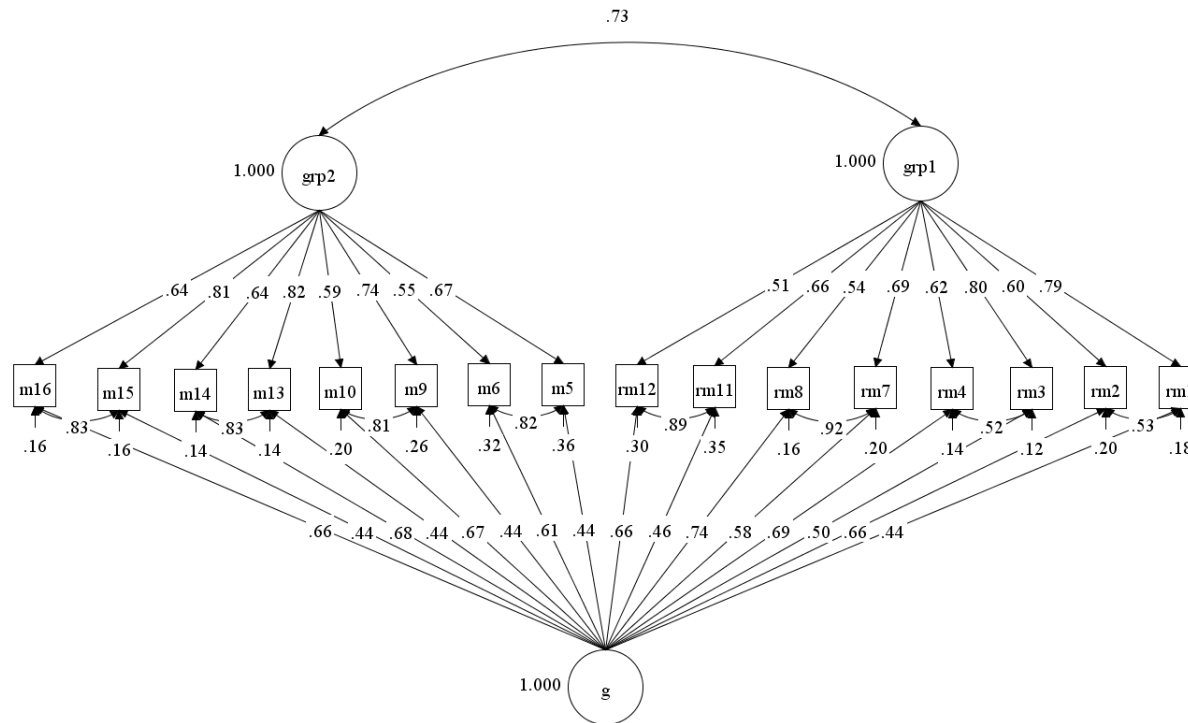 .73
1.000 grp2 1.000 grp1
.64 .81 .64 .82 .59 .74 .55 .67 .51 .66 .54 .69 .62 .80 .60 .79
m16 m15 m14 m13 m10 m9 m6 m5 rm12 rm11 rm8 rm7 rm4 rm3 rm2
.83 .83 .81 .82 .89 .92 .52 .53
.16 .16 .14 .14 .20 .26 .32 .36 .30 .35 .16 .20 .14 .12 .20 .18
.66 .44 .68 .44 .67 .44 .61 .44 .66 .46 .74 .58 .69 .50 .66 .44
1.000 g